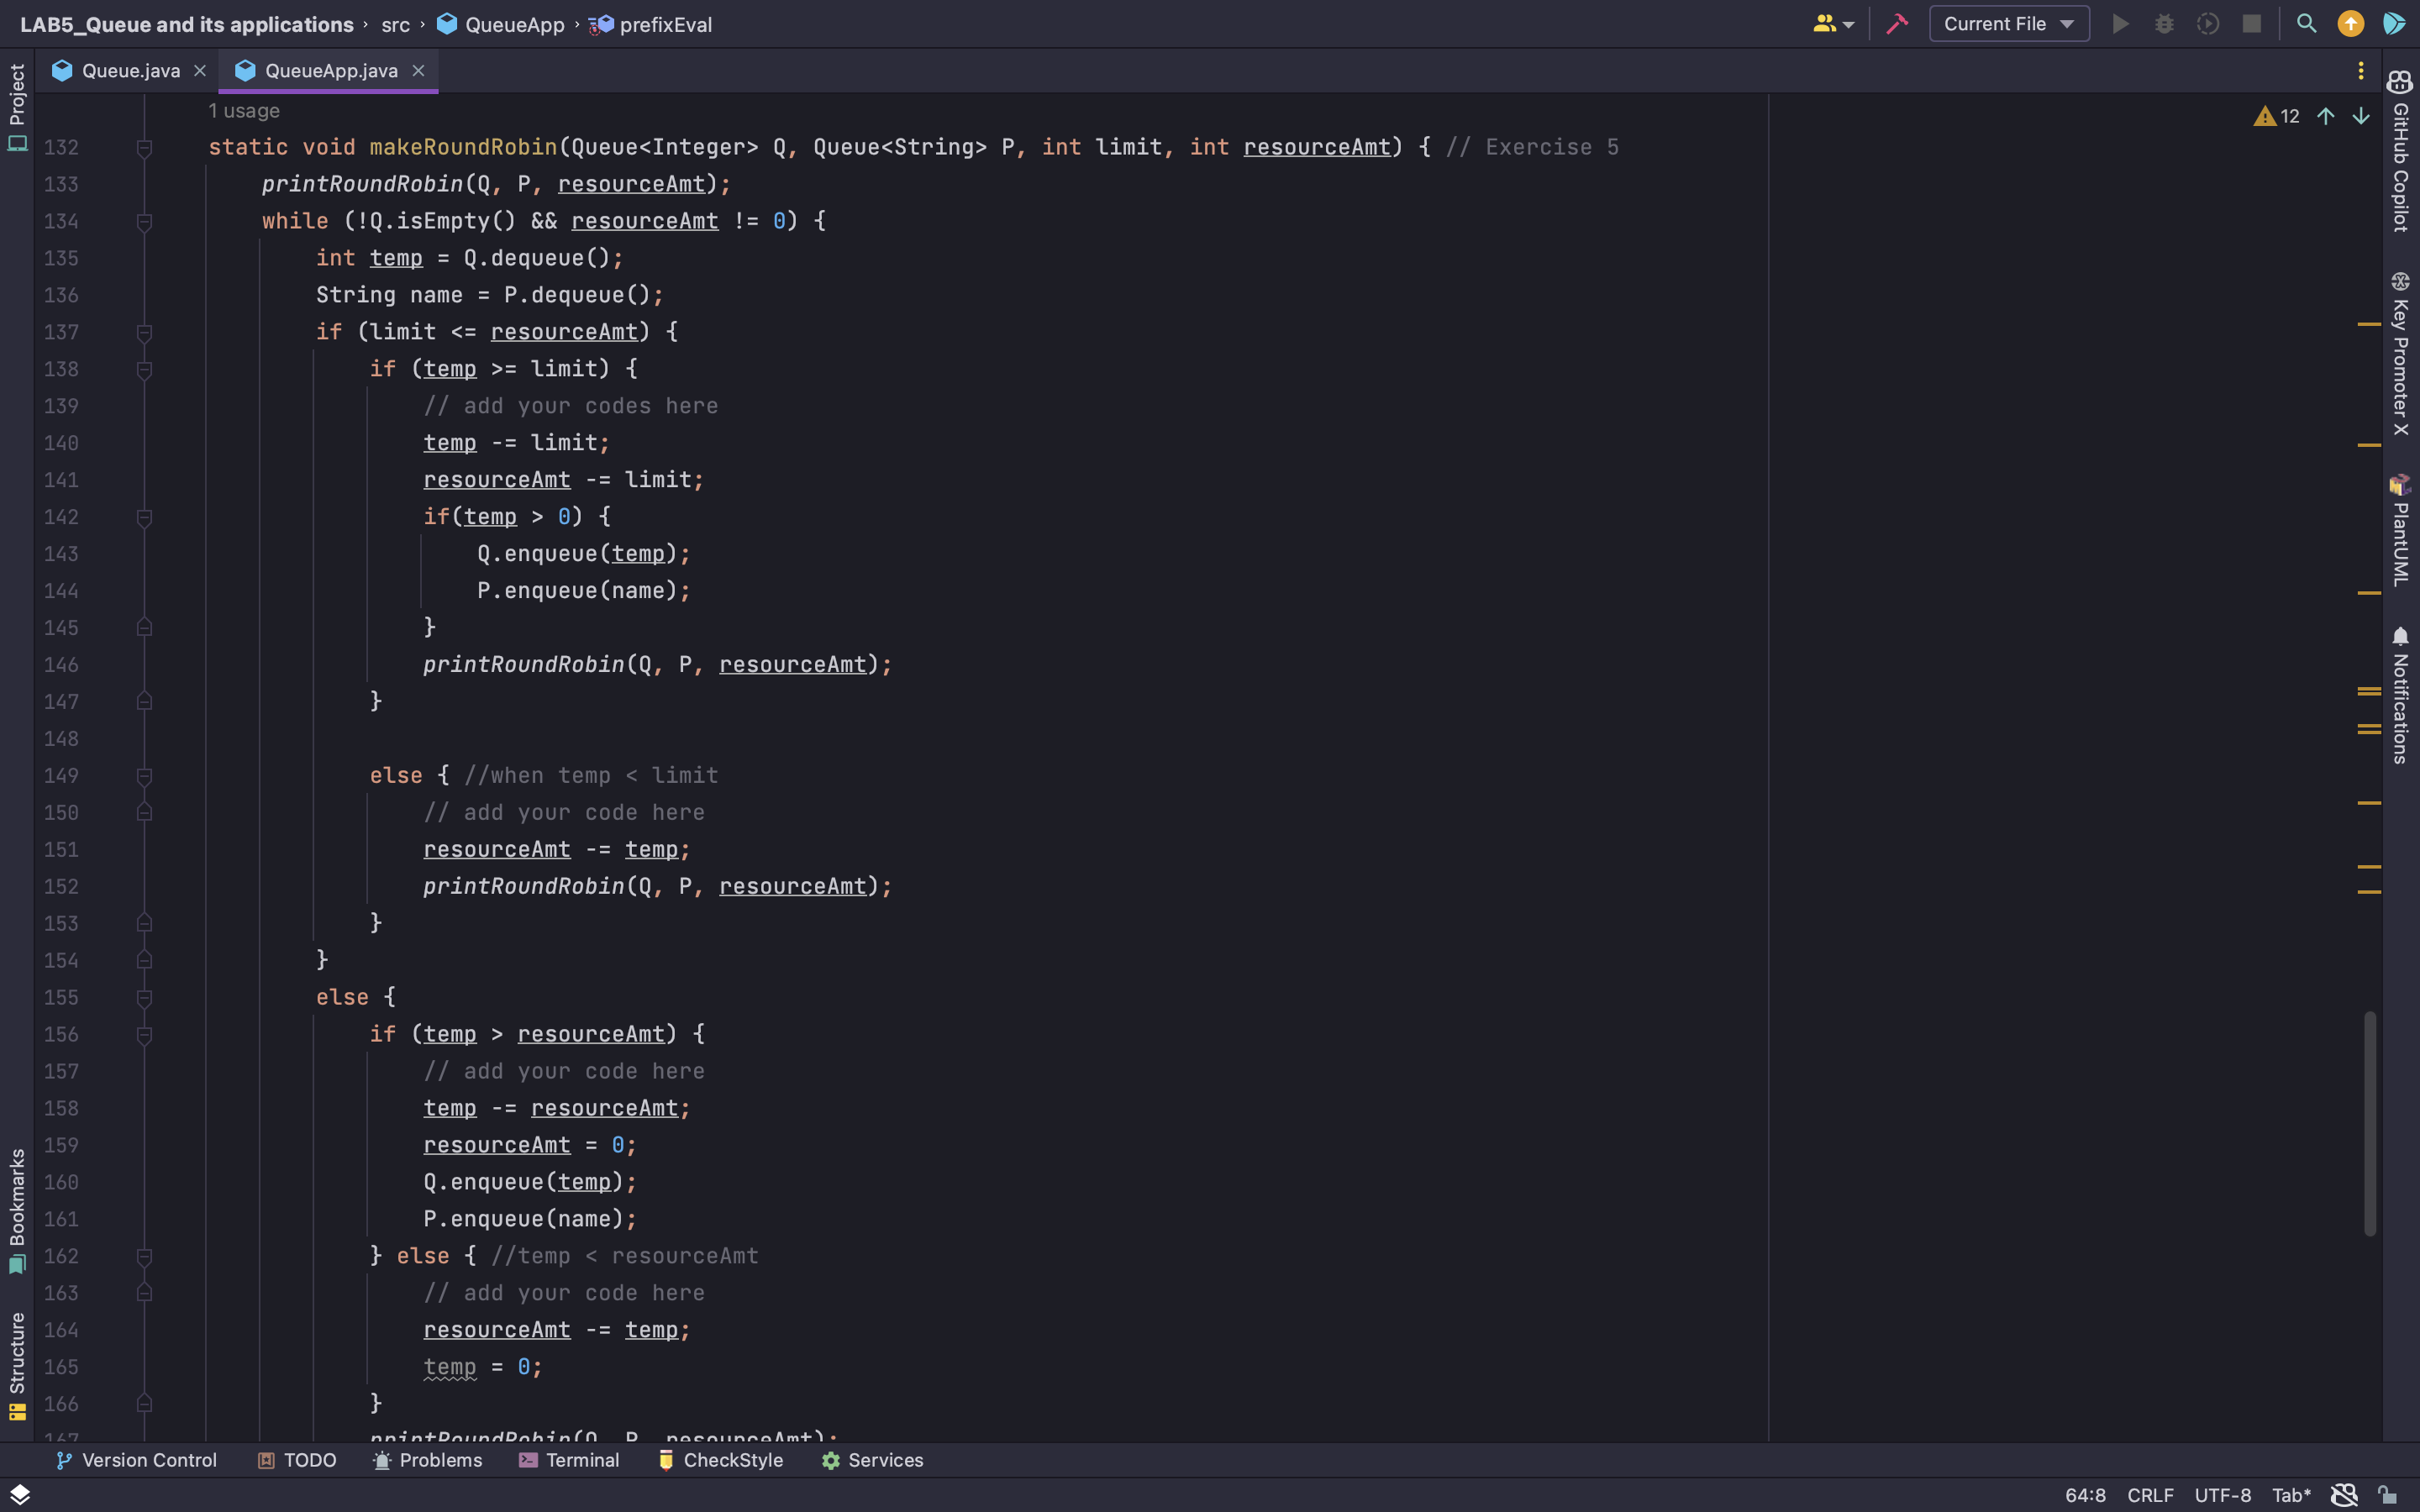 LAB5_Queue and its applications › src › QueueApp › prefixEval
Current File
Queue.java
QueueApp.java
1 usage
12
132 static void makeRoundRobin(Queue<Integer> Q, Queue<String> P, int limit, int resourceAmt) { // Exercise 5
133 printRoundRobin(Q, P, resourceAmt);
134 while (!Q.isEmpty() && resourceAmt != 0) {
135 int temp = Q.dequeue();
136 String name = P.dequeue();
137 if (limit <= resourceAmt) {
138 if (temp >= limit) {
139 // add your codes here
140 temp -= limit;
141 resourceAmt -= limit;
142 if(temp > 0) {
143 Q.enqueue(temp);
144 P.enqueue(name);
145 }
146 printRoundRobin(Q, P, resourceAmt);
147 }
148
149 else { //when temp < limit
150 // add your code here
151 resourceAmt -= temp;
152 printRoundRobin(Q, P, resourceAmt);
153 }
154 }
155 else {
156 if (temp > resourceAmt) {
157 // add your code here
158 temp -= resourceAmt;
159 resourceAmt = 0;
160 Q.enqueue(temp);
161 P.enqueue(name);
162 } else { //temp < resourceAmt
163 // add your code here
164 resourceAmt -= temp;
165 temp = 0;
166 }
167 printRoundRobin(Q, P, resourceAmt);
Project
Bookmarks
Structure
GitHub Copilot
Key Promoter X
PlantUML
Notifications
Version Control
TODO
Problems
Terminal
CheckStyle
Services
64:8 CRLF UTF-8 Tab*